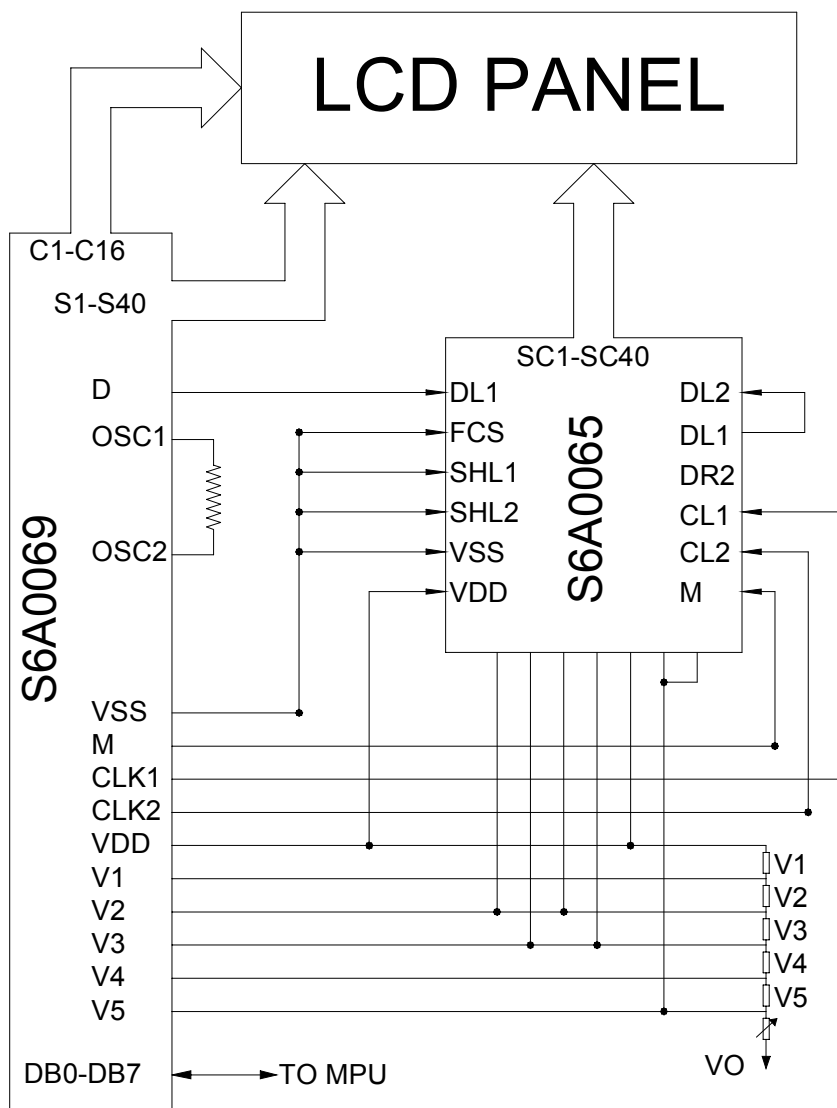 LCD PANEL
C1-C16
S1-S40
D
OSC1
OSC2
S6A0069
VSS
M
CLK1
CLK2
VDD
V1
V2
V3
V4
V5
DB0-DB7
TO MPU
SC1-SC40
DL1
FCS
SHL1
SHL2
VSS
VDD
S6A0065
DL2
DL1
DR2
CL1
CL2
M
V1
V2
V3
V4
V5
VO